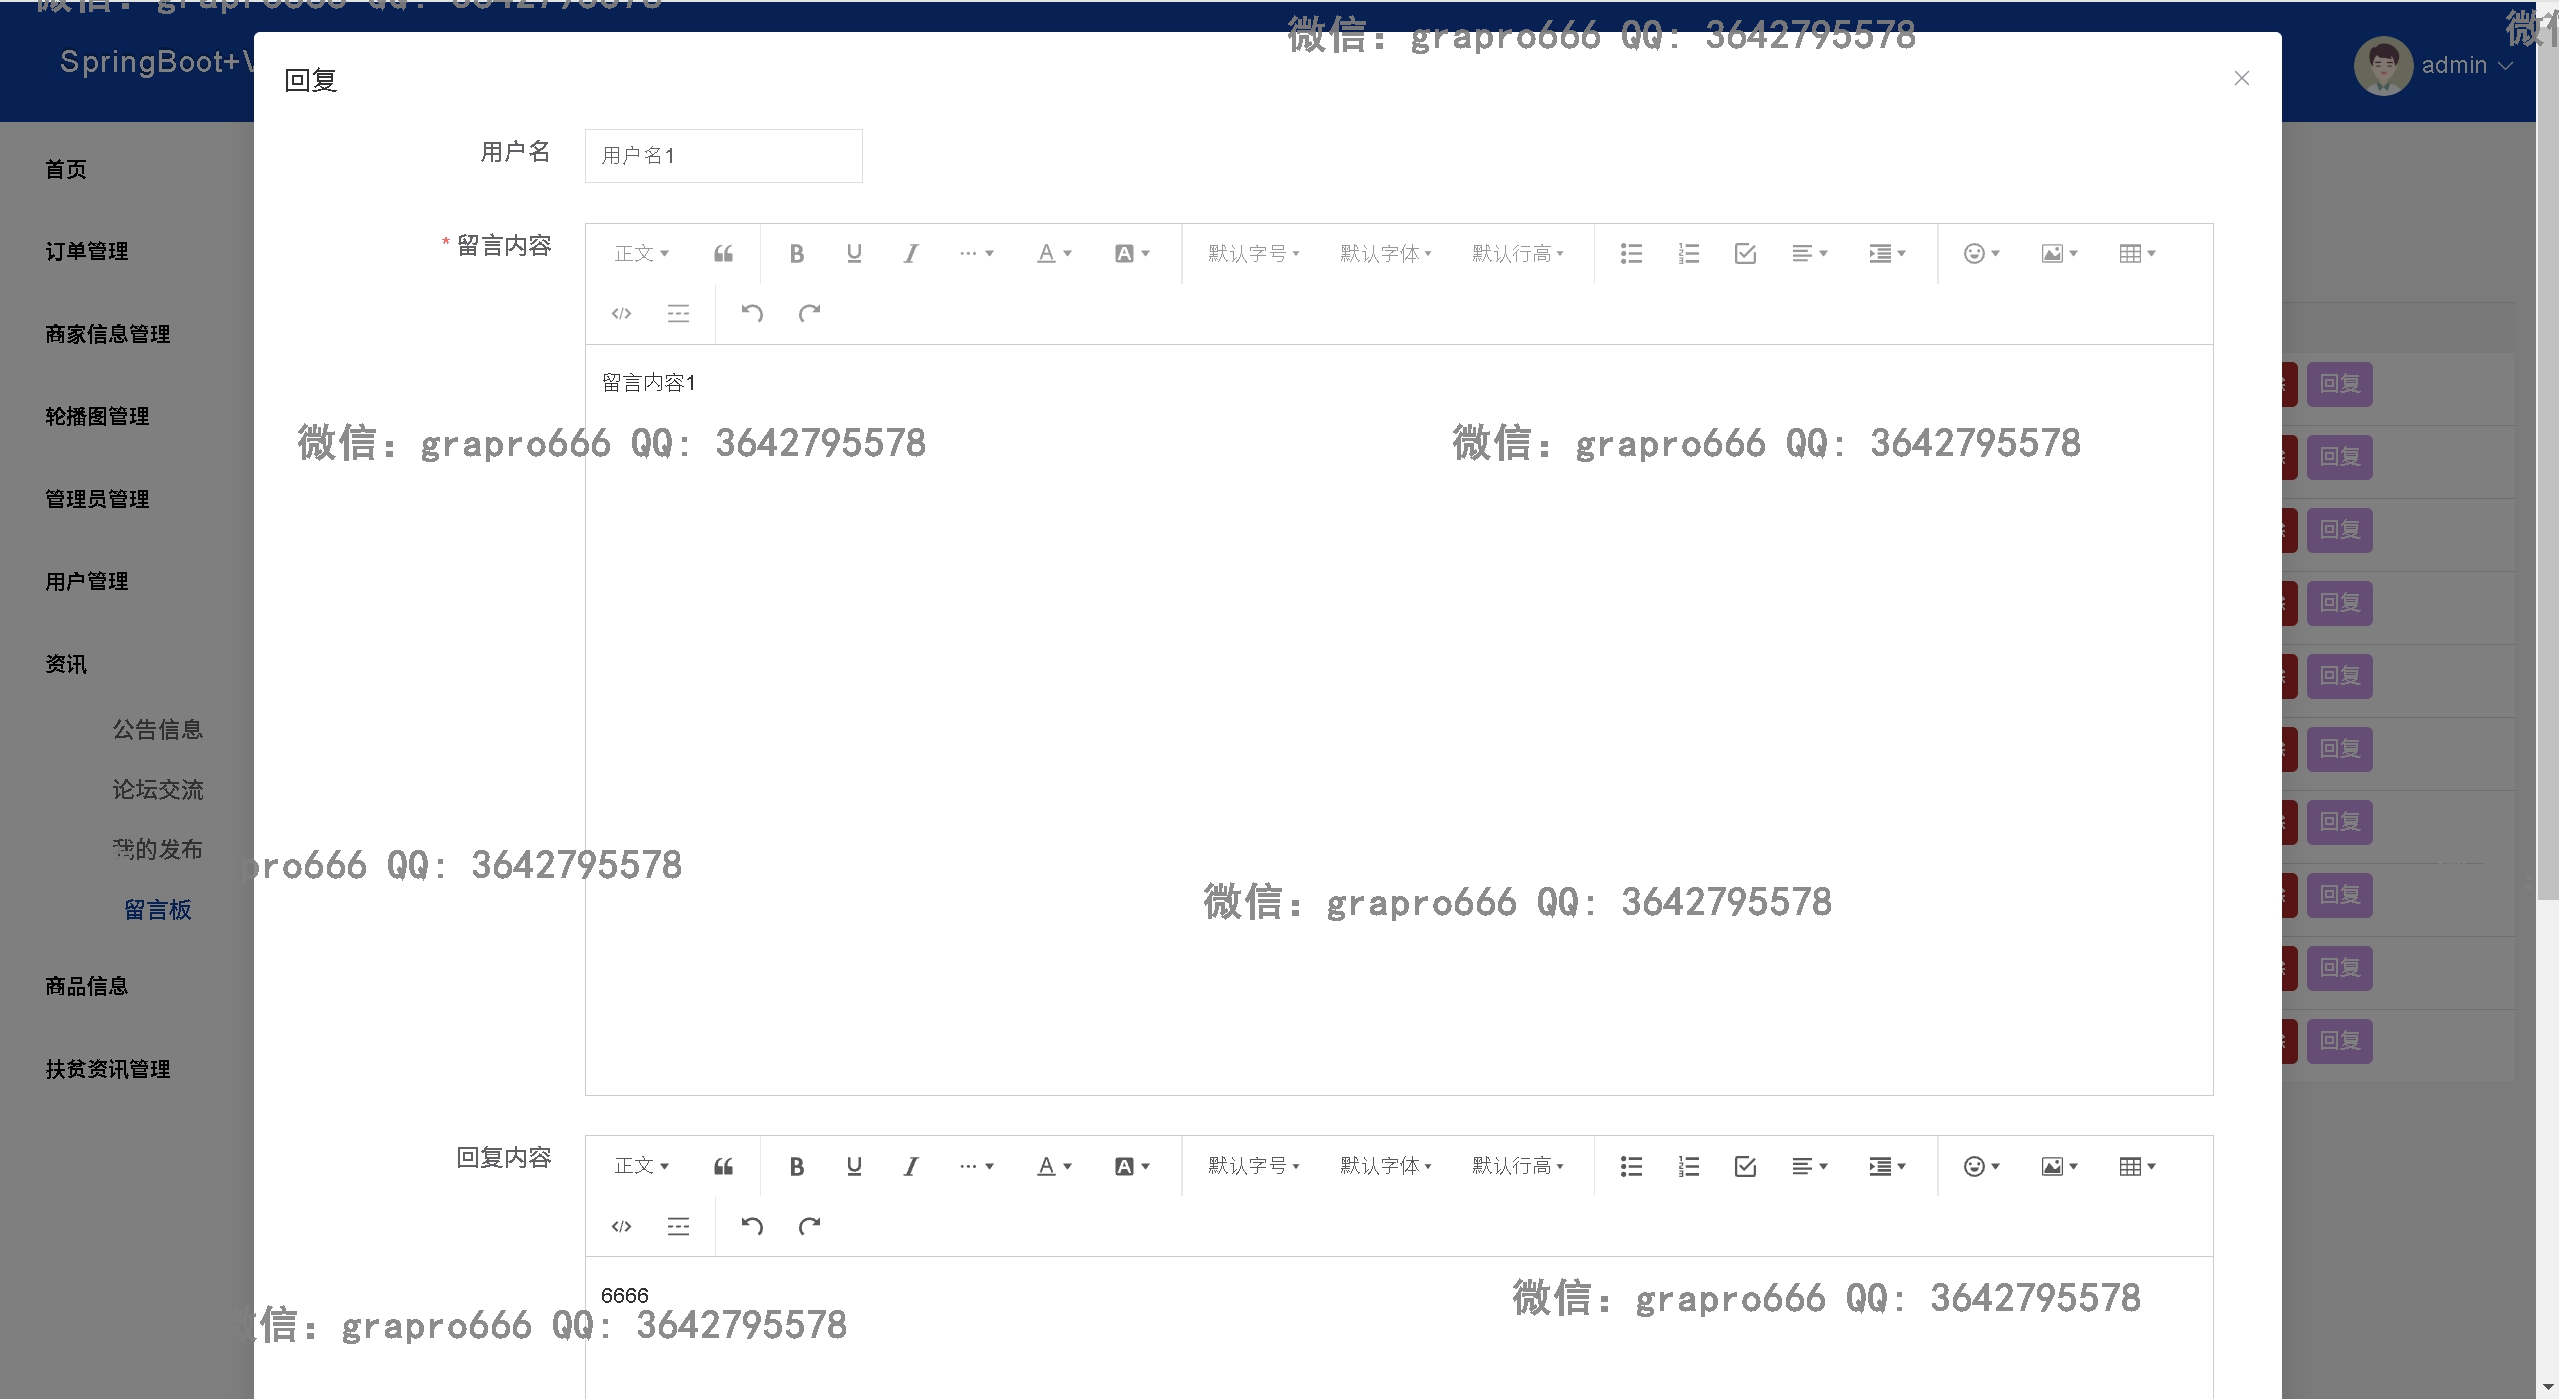 微信: grapro666 QQ: 3642795578
微信: grapro666 QQ: 3642795578
SpringBoot+V
admin
回复
用户名
用户名1
* 留言内容
正文
B U I A A
默认字号 默认字体 默认行高
留言内容1
微信: grapro666 QQ: 3642795578
微信: grapro666 QQ: 3642795578
pro666 QQ: 3642795578
微信: grapro666 QQ: 3642795578
回复内容
正文
B U I A A
默认字号 默认字体 默认行高
6666
微信: grapro666 QQ: 3642795578
信: grapro666 QQ: 3642795578
首页
订单管理
商家信息管理
轮播图管理
管理员管理
用户管理
资讯
公告信息
论坛交流
我的发布
留言板
商品信息
扶贫资讯管理
回复
回复
回复
回复
回复
回复
回复
回复
回复
回复